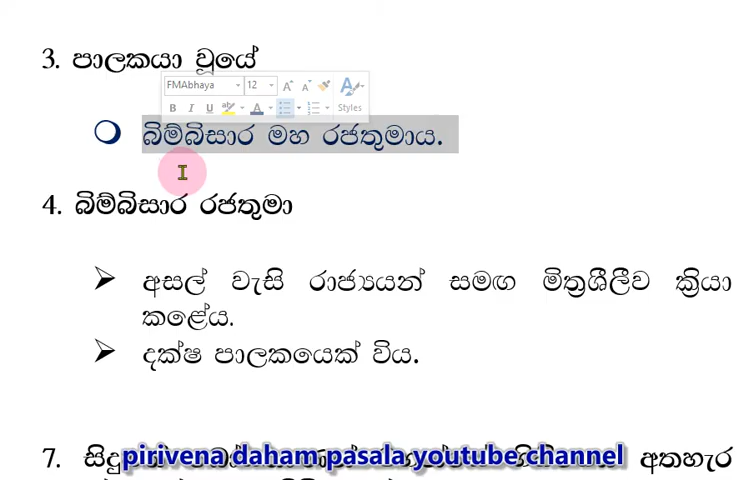 3. පාලකයා වූයේ
FMAbhaya 12 A A A
B I U ab A Styles
බිම්බිසාර මහ රජතුමාය.
4. බිම්බිසාර රජතුමා
අසල් වැසි රාජ්‍යයන් සමඟ මිත්‍රශීලීව ක්‍රියා
කළේය.
දක්ෂ පාලකයෙක් විය.
7. සිදු අතහැර
pirivena daham pasala youtube channel